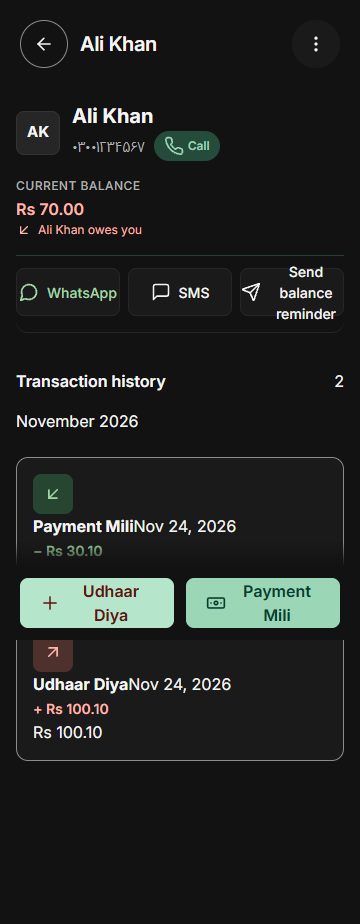 Ali Khan
AK
Ali Khan
۰۳۰۰۱۲۳۴۵۶۷
Call
CURRENT BALANCE
Rs 70.00
Ali Khan owes you
WhatsApp
SMS
Send
balance
reminder
Transaction history 2
November 2026
Payment MiliNov 24, 2026
– Rs 30.10
Udhaar
Diya
Payment
Mili
Udhaar DiyaNov 24, 2026
+ Rs 100.10
Rs 100.10